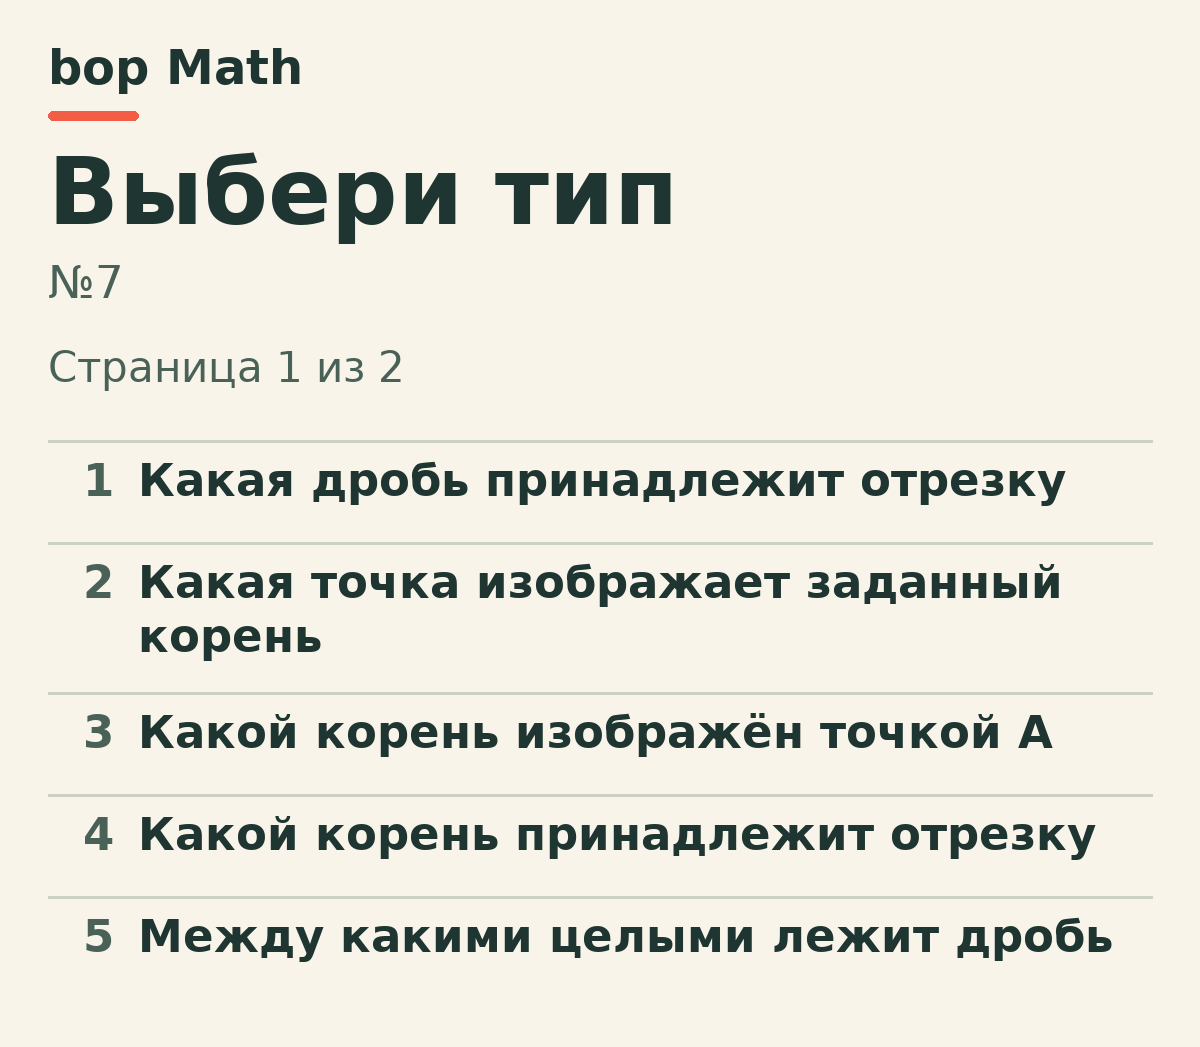 bop Math
Выбери тип
№7
Страница 1 из 2
1 Какая дробь принадлежит отрезку
2 Какая точка изображает заданный
корень
3 Какой корень изображён точкой А
4 Какой корень принадлежит отрезку
5 Между какими целыми лежит дробь